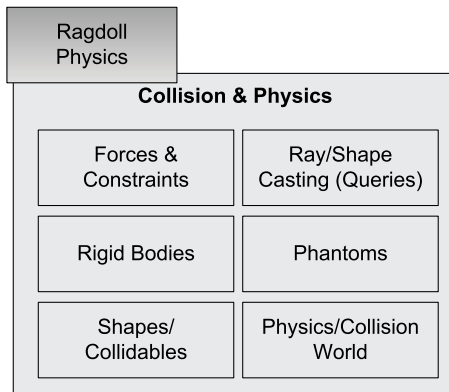 Ragdoll
Physics
Collision & Physics
Forces &
Constraints
Ray/Shape
Casting (Queries)
Rigid Bodies
Phantoms
Shapes/
Collidables
Physics/Collision
World